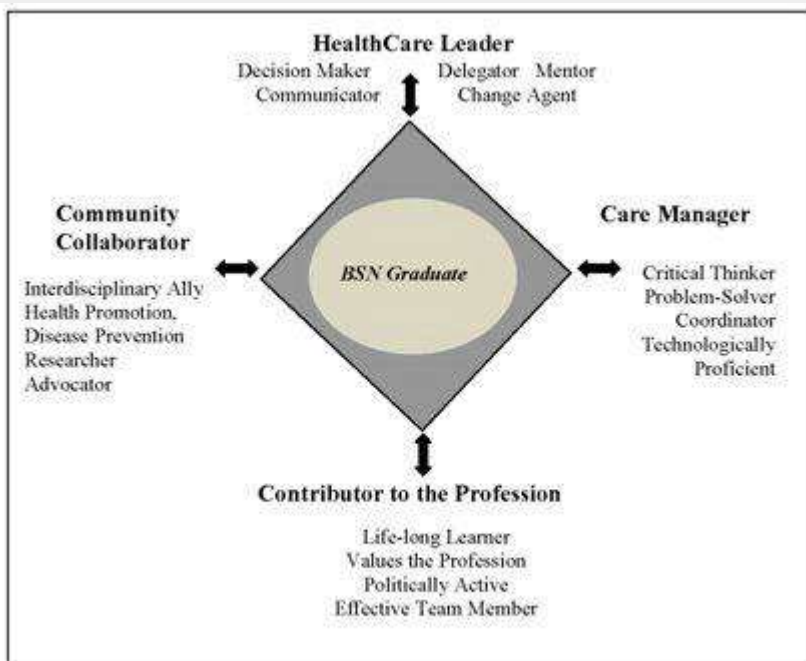 HealthCare Leader
Decision Maker Delegator Mentor
Communicator Change Agent
Community
Collaborator
Interdisciplinary Ally
Health Promotion,
Disease Prevention
Researcher
Advocator
BSN Graduate
Care Manager
Critical Thinker
Problem-Solver
Coordinator
Technologically
Proficient
Contributor to the Profession
Life-long Learner
Values the Profession
Politically Active
Effective Team Member